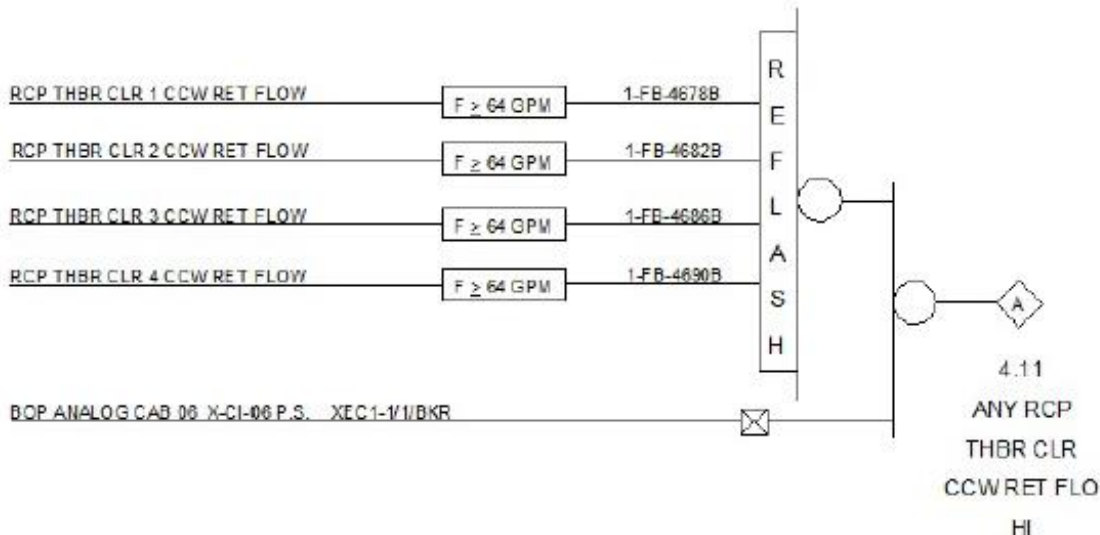 RCP THBR CLR 1 CCW RET FLOW F ≥ 64 GPM 1-FB-4678B
RCP THBR CLR 2 CCW RET FLOW F ≥ 64 GPM 1-FB-4682B
RCP THBR CLR 3 CCW RET FLOW F ≥ 64 GPM 1-FB-4686B
RCP THBR CLR 4 CCW RET FLOW F ≥ 64 GPM 1-FB-4690B
R
E
F
L
A
S
H
BOP ANALOG CAB 06 X-CI-06 P.S. XEC1-1/1/BKR
A
4.11
ANY RCP
THBR CLR
CCW RET FLO
HI